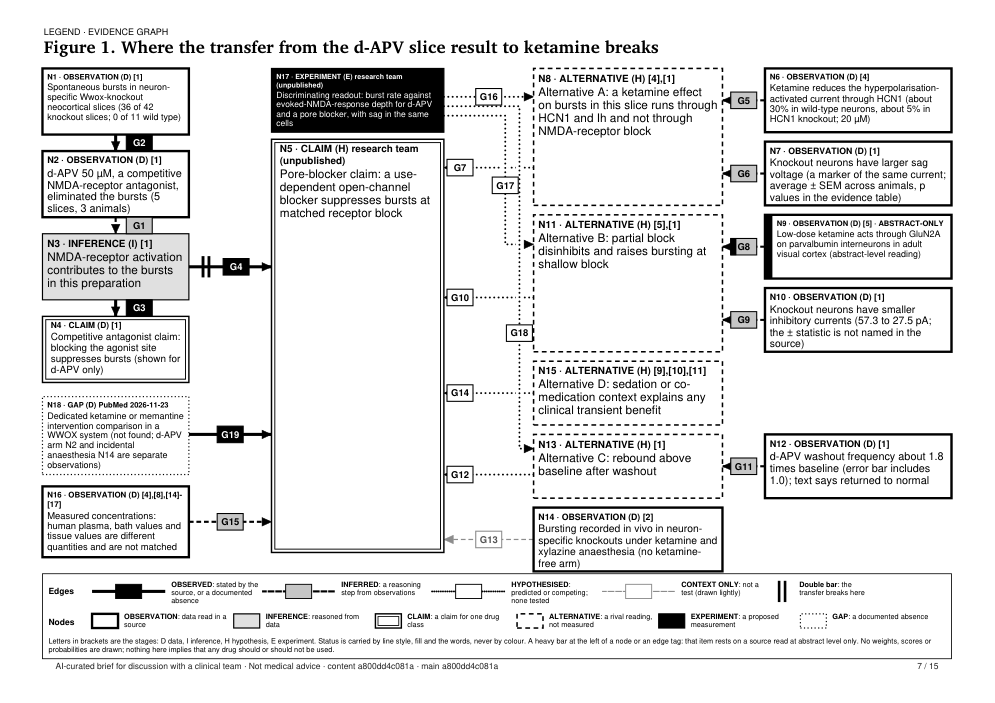 LEGEND · EVIDENCE GRAPH
Figure 1. Where the transfer from the d-APV slice result to ketamine breaks
N1 · OBSERVATION (D) [1]
Spontaneous bursts in neuron-
specific Wwox-knockout
neocortical slices (36 of 42
knockout slices; 0 of 11 wild type)
G2
N2 · OBSERVATION (D) [1]
d-APV 50 µM, a competitive
NMDA-receptor antagonist,
eliminated the bursts (5
slices, 3 animals)
G1
N3 · INFERENCE (I) [1]
NMDA-receptor activation
contributes to the bursts
in this preparation
G4
G3
N4 · CLAIM (D) [1]
Competitive antagonist claim:
blocking the agonist site
suppresses bursts (shown for
d-APV only)
N18 · GAP (D) PubMed 2026-11-23
Dedicated ketamine or memantine
intervention comparison in a
WWOX system (not found; d-APV
arm N2 and incidental
anaesthesia N14 are separate
observations)
G19
N16 · OBSERVATION (D) [4],[8],[14]-
[17]
Measured concentrations:
human plasma, bath values and
tissue values are different
quantities and are not matched
G15
N17 · EXPERIMENT (E) research team
(unpublished)
Discriminating readout: burst rate against
evoked-NMDA-response depth for d-APV
and a pore blocker, with sag in the same
cells
N5 · CLAIM (H) research team
(unpublished)
Pore-blocker claim: a use-
dependent open-channel
blocker suppresses bursts at
matched receptor block
G16
G7
G17
G10
G18
G14
G12
G13
N8 · ALTERNATIVE (H) [4],[1]
Alternative A: a ketamine effect
on bursts in this slice runs through
HCN1 and Ih and not through
NMDA-receptor block
N11 · ALTERNATIVE (H) [5],[1]
Alternative B: partial block
disinhibits and raises bursting at
shallow block
N15 · ALTERNATIVE (H) [9],[10],[11]
Alternative D: sedation or co-
medication context explains any
clinical transient benefit
N13 · ALTERNATIVE (H) [1]
Alternative C: rebound above
baseline after washout
N14 · OBSERVATION (D) [2]
Bursting recorded in vivo in neuron-
specific knockouts under ketamine and
xylazine anaesthesia (no ketamine-
free arm)
G5
G6
G8
G9
G11
N6 · OBSERVATION (D) [4]
Ketamine reduces the hyperpolarisation-
activated current through HCN1 (about
30% in wild-type neurons, about 5% in
HCN1 knockout; 20 µM)
N7 · OBSERVATION (D) [1]
Knockout neurons have larger sag
voltage (a marker of the same current;
average ± SEM across animals, p
values in the evidence table)
N9 · OBSERVATION (D) [5] · ABSTRACT-ONLY
Low-dose ketamine acts through GluN2A
on parvalbumin interneurons in adult
visual cortex (abstract-level reading)
N10 · OBSERVATION (D) [1]
Knockout neurons have smaller
inhibitory currents (57.3 to 27.5 pA;
the ± statistic is not named in the
source)
N12 · OBSERVATION (D) [1]
d-APV washout frequency about 1.8
times baseline (error bar includes
1.0); text says returned to normal
Edges
OBSERVED: stated by the
source, or a documented
absence
INFERRED: a reasoning
step from observations
HYPOTHESISED:
predicted or competing;
none tested
CONTEXT ONLY: not a
test (drawn lightly)
Double bar: the
transfer breaks here
Nodes
OBSERVATION: data read in a
source
INFERENCE: reasoned from
data
CLAIM: a claim for one drug
class
ALTERNATIVE: a rival reading,
not measured
EXPERIMENT: a proposed
measurement
GAP: a documented absence
Letters in brackets are the stages: D data, I inference, H hypothesis, E experiment. Status is carried by line style, fill and the words, never by colour. A heavy bar at the left of a node or an edge tag: that item rests on a source read at abstract level only. No weights, scores or
probabilities are drawn; nothing here implies that any drug should or should not be used.
AI-curated brief for discussion with a clinical team · Not medical advice · content a800dd4c081a · main a800dd4c081a
7 / 15